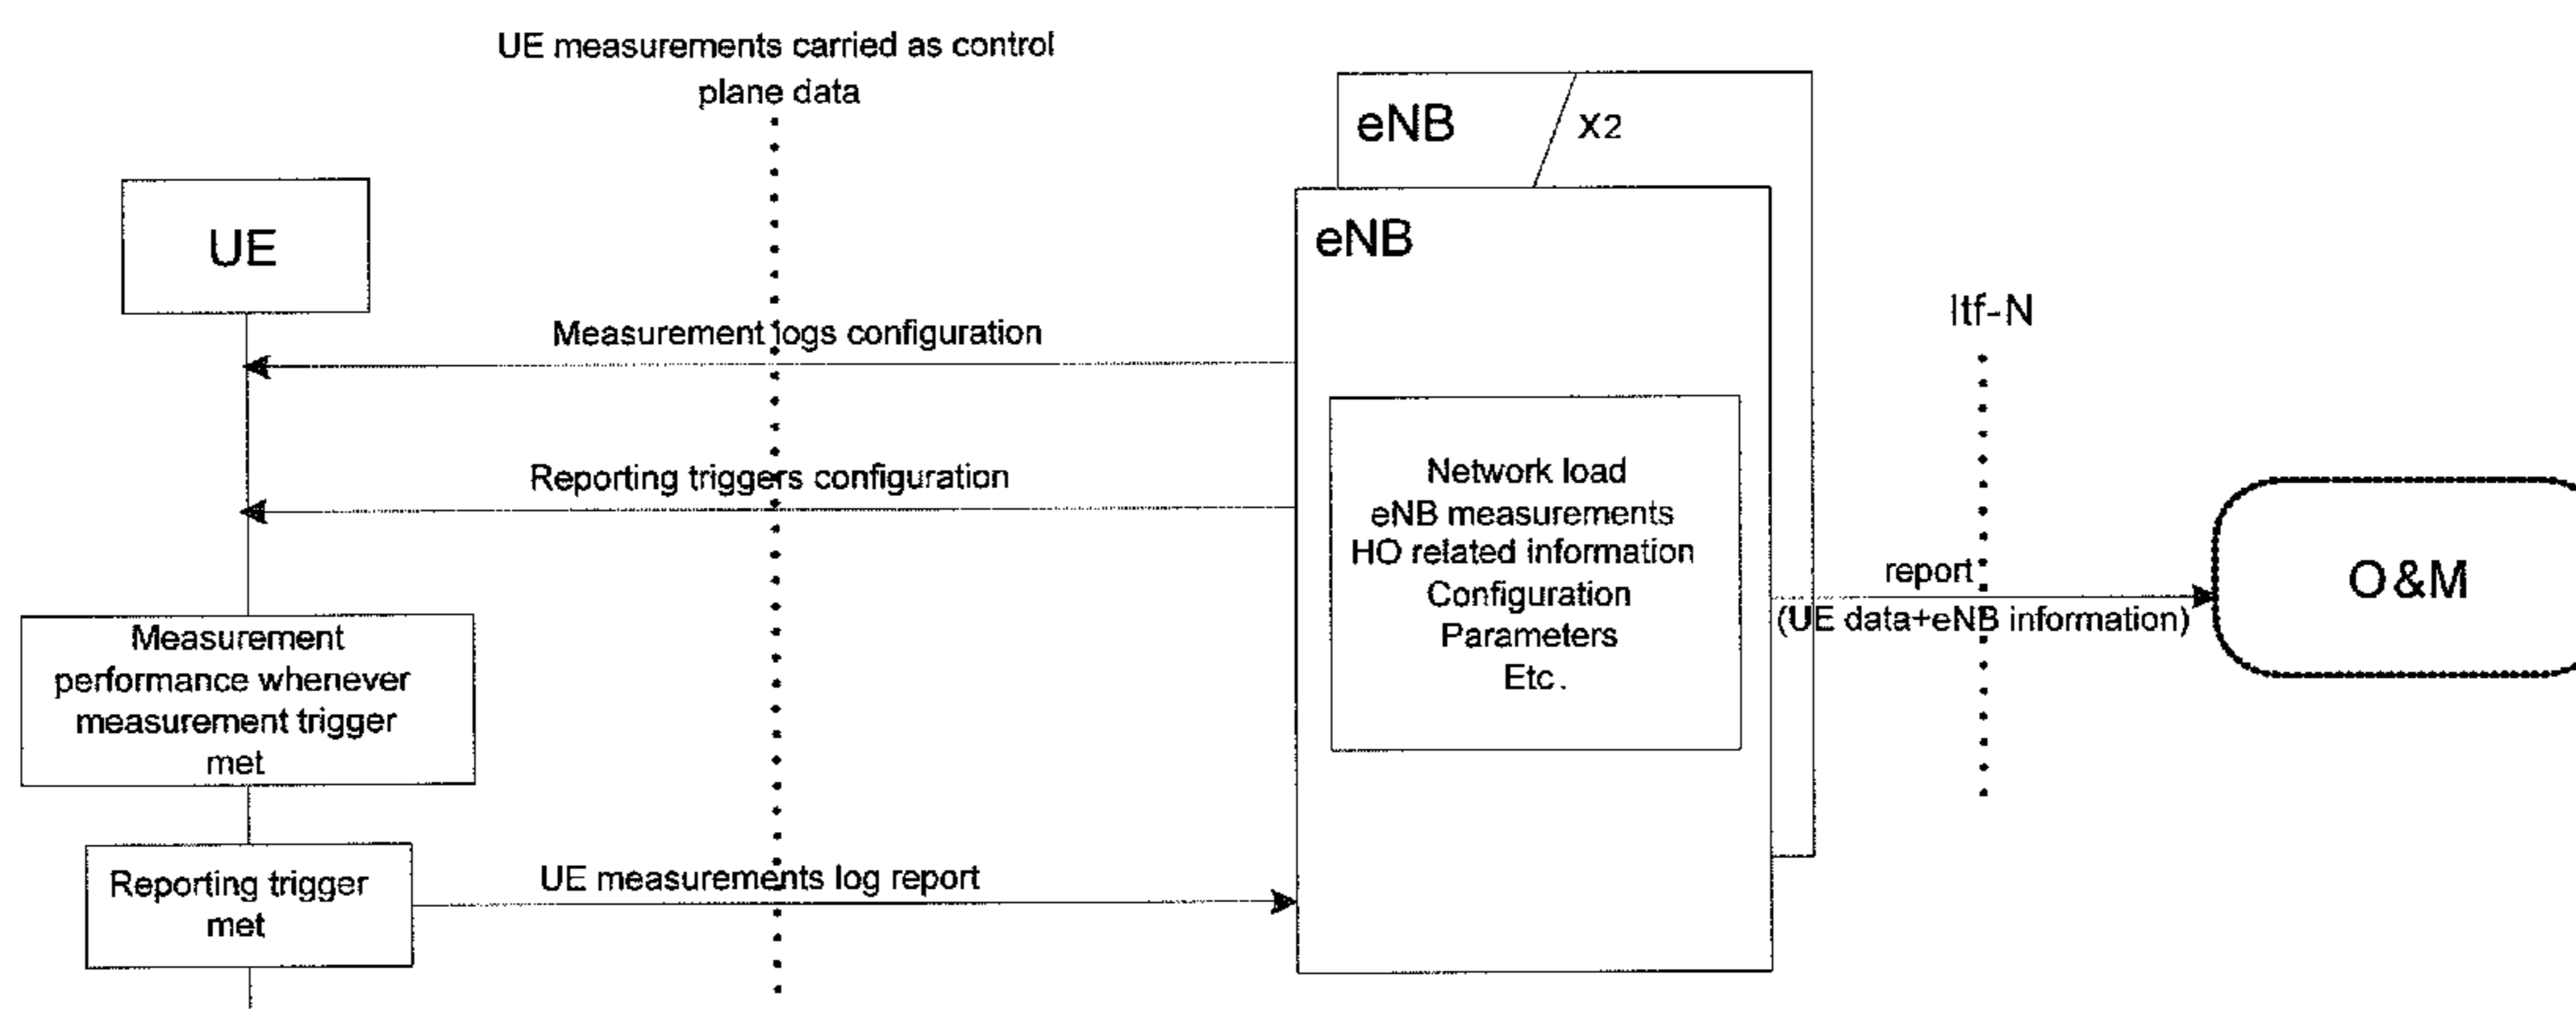 UE measurements carried as control
plane data
eNB
X2
UE
eNB
Itf-N
Measurement logs configuration
Reporting triggers configuration
Network load
eNB measurements
HO related information
Configuration
Parameters
Etc.
report
(UE data+eNB information)
O&M
Measurement
performance whenever
measurement trigger
met
Reporting trigger
met
UE measurements log report